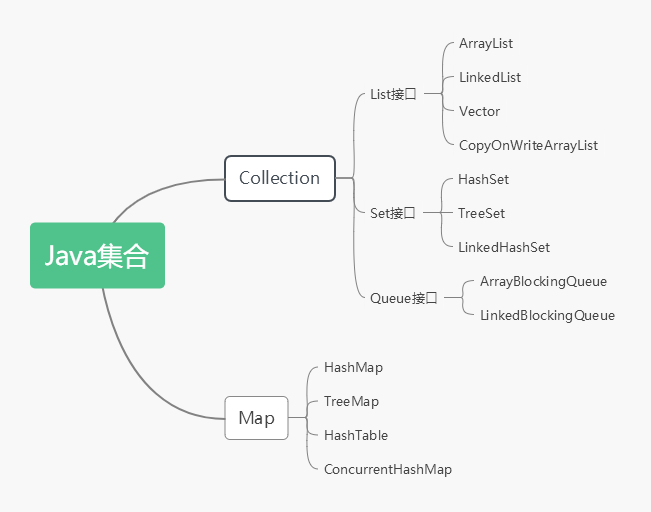 Java集合
Collection
List接口
ArrayList
LinkedList
Vector
CopyOnWriteArrayList
Set接口
HashSet
TreeSet
LinkedHashSet
Queue接口
ArrayBlockingQueue
LinkedBlockingQueue
Map
HashMap
TreeMap
HashTable
ConcurrentHashMap